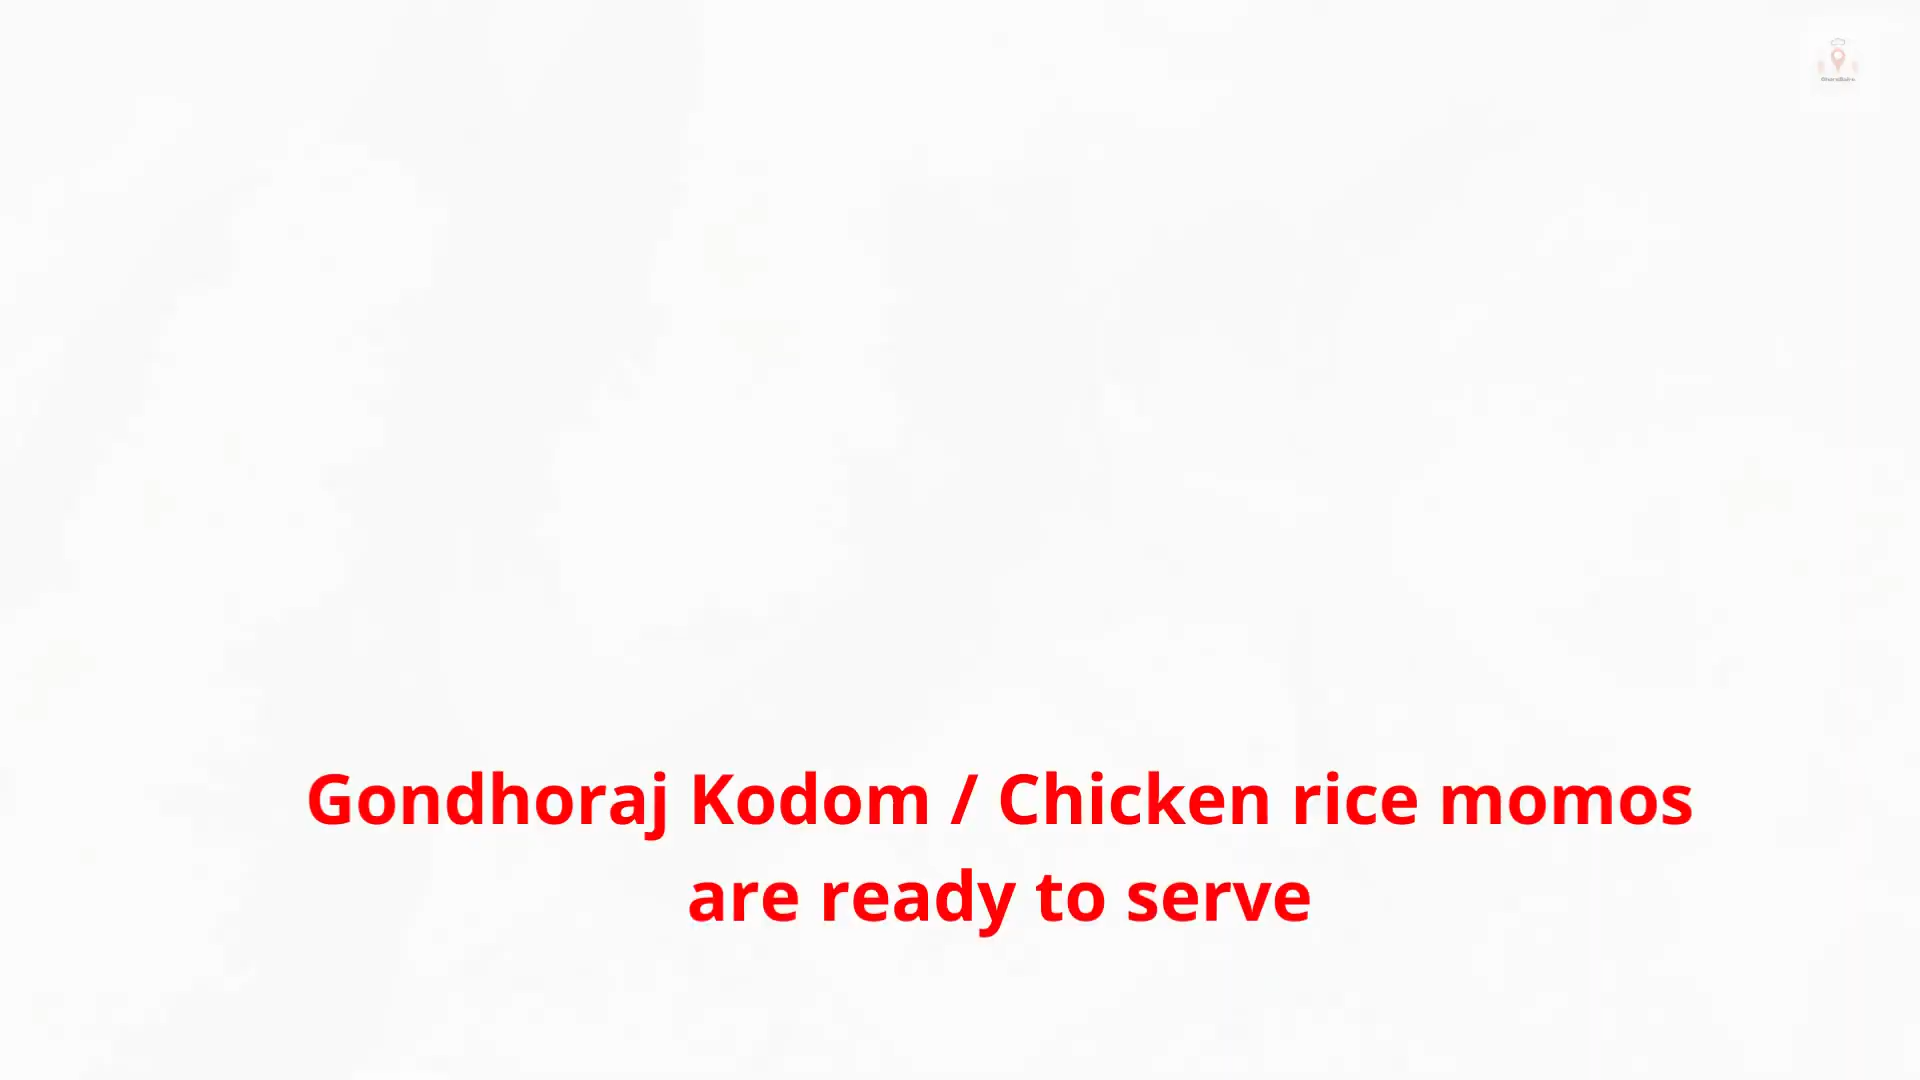 Gondhoraj Kodom / Chicken rice momos
are ready to serve